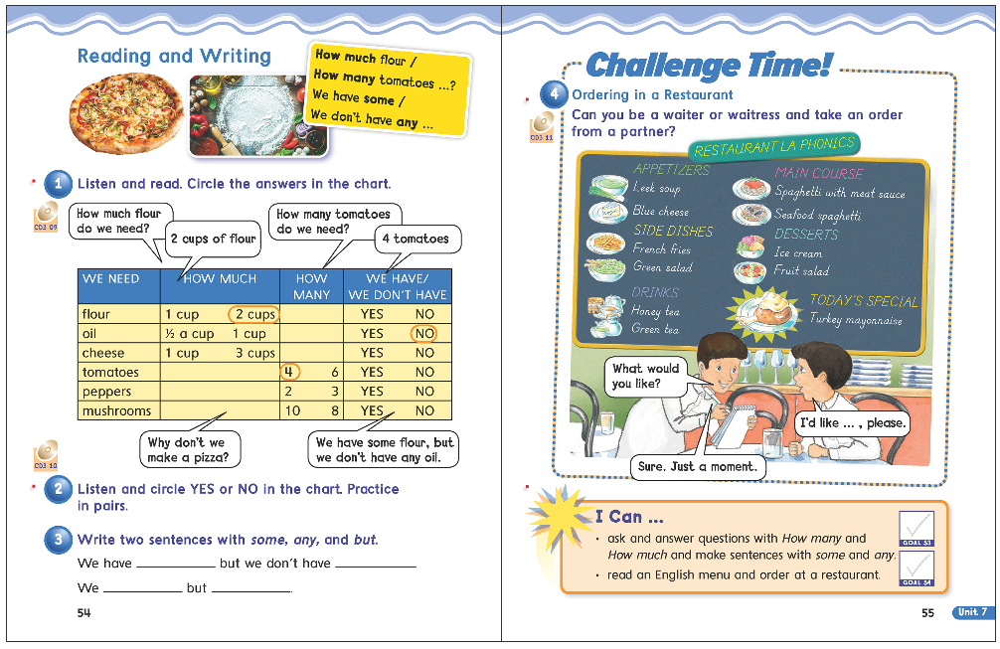 Reading and Writing
How much flour /
How many tomatoes ...?
We have some /
We don't have any ...
1 Listen and read. Circle the answers in the chart.
CD3 09
How much flour
do we need?
2 cups of flour
How many tomatoes
do we need?
4 tomatoes
WE NEED HOW MUCH HOW MANY WE HAVE/ WE DON'T HAVE
flour 1 cup 2 cups YES NO
oil ½ a cup 1 cup YES NO
cheese 1 cup 3 cups YES NO
tomatoes 4 6 YES NO
peppers 2 3 YES NO
mushrooms 10 8 YES NO
Why don't we
make a pizza?
We have some flour, but
we don't have any oil.
CD3 10
2 Listen and circle YES or NO in the chart. Practice
in pairs.
3 Write two sentences with some, any, and but.
We have ____________ but we don't have ____________
We ____________ but ____________.
54
Challenge Time!
4 Ordering in a Restaurant
CD3 11
Can you be a waiter or waitress and take an order
from a partner?
RESTAURANT LA PHONICS
APPETIZERS
Leek soup
Blue cheese
SIDE DISHES
French fries
Green salad
DRINKS
Honey tea
Green tea
MAIN COURSE
Spaghetti with meat sauce
Seafood spaghetti
DESSERTS
Ice cream
Fruit salad
TODAY'S SPECIAL
Turkey mayonnaise
What would
you like?
I'd like ... , please.
Sure. Just a moment.
I Can ...
• ask and answer questions with How many and
How much and make sentences with some and any.
GOAL 53
• read an English menu and order at a restaurant.
GOAL 54
55
Unit 7